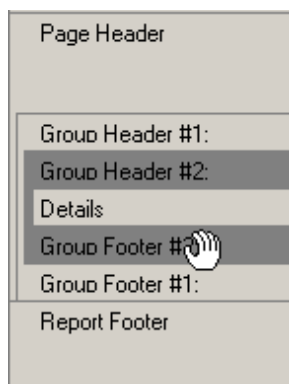 Page Header
Group Header #1:
Group Header #2:
Details
Group Footer
Group Footer #1:
Report Footer